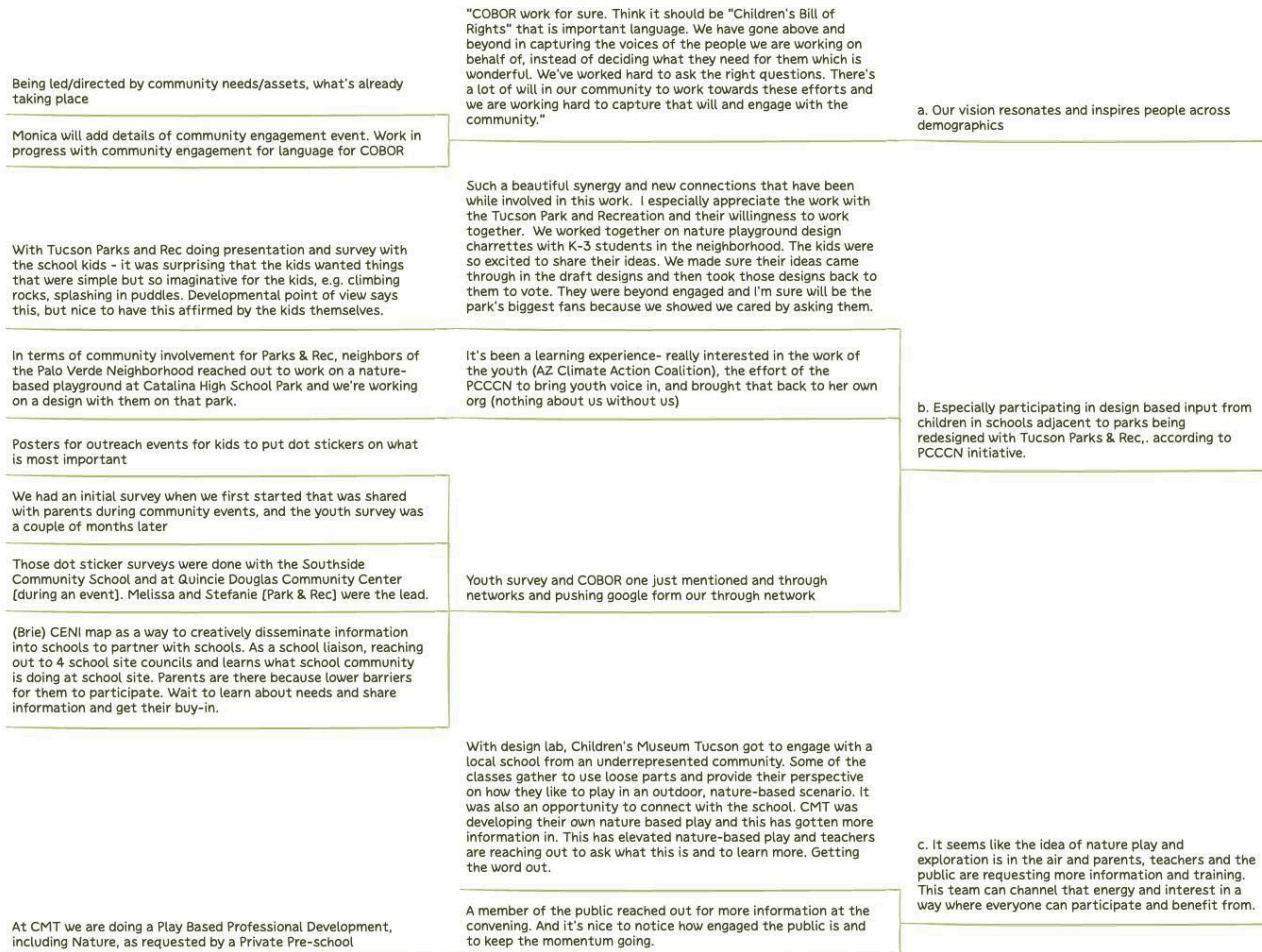 Being led/directed by community needs/assets, what's already
taking place
Monica will add details of community engagement event. Work in
progress with community engagement for language for COBOR
"COBOR work for sure. Think it should be "Children's Bill of
Rights" that is important language. We have gone above and
beyond in capturing the voices of the people we are working on
behalf of, instead of deciding what they need for them which is
wonderful. We've worked hard to ask the right questions. There's
a lot of will in our community to work towards these efforts and
we are working hard to capture that will and engage with the
community."
a. Our vision resonates and inspires people across
demographics
With Tucson Parks and Rec doing presentation and survey with
the school kids - it was surprising that the kids wanted things
that were simple but so imaginative for the kids, e.g. climbing
rocks, splashing in puddles. Developmental point of view says
this, but nice to have this affirmed by the kids themselves.
In terms of community involvement for Parks & Rec, neighbors of
the Palo Verde Neighborhood reached out to work on a nature-
based playground at Catalina High School Park and we're working
on a design with them on that park.
Posters for outreach events for kids to put dot stickers on what
is most important
We had an initial survey when we first started that was shared
with parents during community events, and the youth survey was
a couple of months later
Those dot sticker surveys were done with the Southside
Community School and at Quincie Douglas Community Center
(during an event). Melissa and Stefanie (Park & Rec) were the lead.
(Brie) CENI map as a way to creatively disseminate information
into schools to partner with schools. As a school liaison, reaching
out to 4 school site councils and learns what school community
is doing at school site. Parents are there because lower barriers
for them to participate. Wait to learn about needs and share
information and get their buy-in.
Such a beautiful synergy and new connections that have been
while involved in this work.  I especially appreciate the work with
the Tucson Park and Recreation and their willingness to work
together.  We worked together on nature playground design
charrettes with K-3 students in the neighborhood. The kids were
so excited to share their ideas. We made sure their ideas came
through in the draft designs and then took those designs back to
them to vote. They were beyond engaged and I'm sure will be the
park's biggest fans because we showed we cared by asking them.
It's been a learning experience- really interested in the work of
the youth (AZ Climate Action Coalition), the effort of the
PCCCN to bring youth voice in, and brought that back to her own
org (nothing about us without us)
Youth survey and COBOR one just mentioned and through
networks and pushing google form our through network
b. Especially participating in design based input from
children in schools adjacent to parks being
redesigned with Tucson Parks & Rec,. according to
PCCCN initiative.
At CMT we are doing a Play Based Professional Development,
including Nature, as requested by a Private Pre-school
With design lab, Children's Museum Tucson got to engage with a
local school from an underrepresented community. Some of the
classes gather to use loose parts and provide their perspective
on how they like to play in an outdoor, nature-based scenario. It
was also an opportunity to connect with the school. CMT was
developing their own nature based play and this has gotten more
information in. This has elevated nature-based play and teachers
are reaching out to ask what this is and to learn more. Getting
the word out.
A member of the public reached out for more information at the
convening. And it's nice to notice how engaged the public is and
to keep the momentum going.
c. It seems like the idea of nature play and
exploration is in the air and parents, teachers and the
public are requesting more information and training.
This team can channel that energy and interest in a
way where everyone can participate and benefit from.